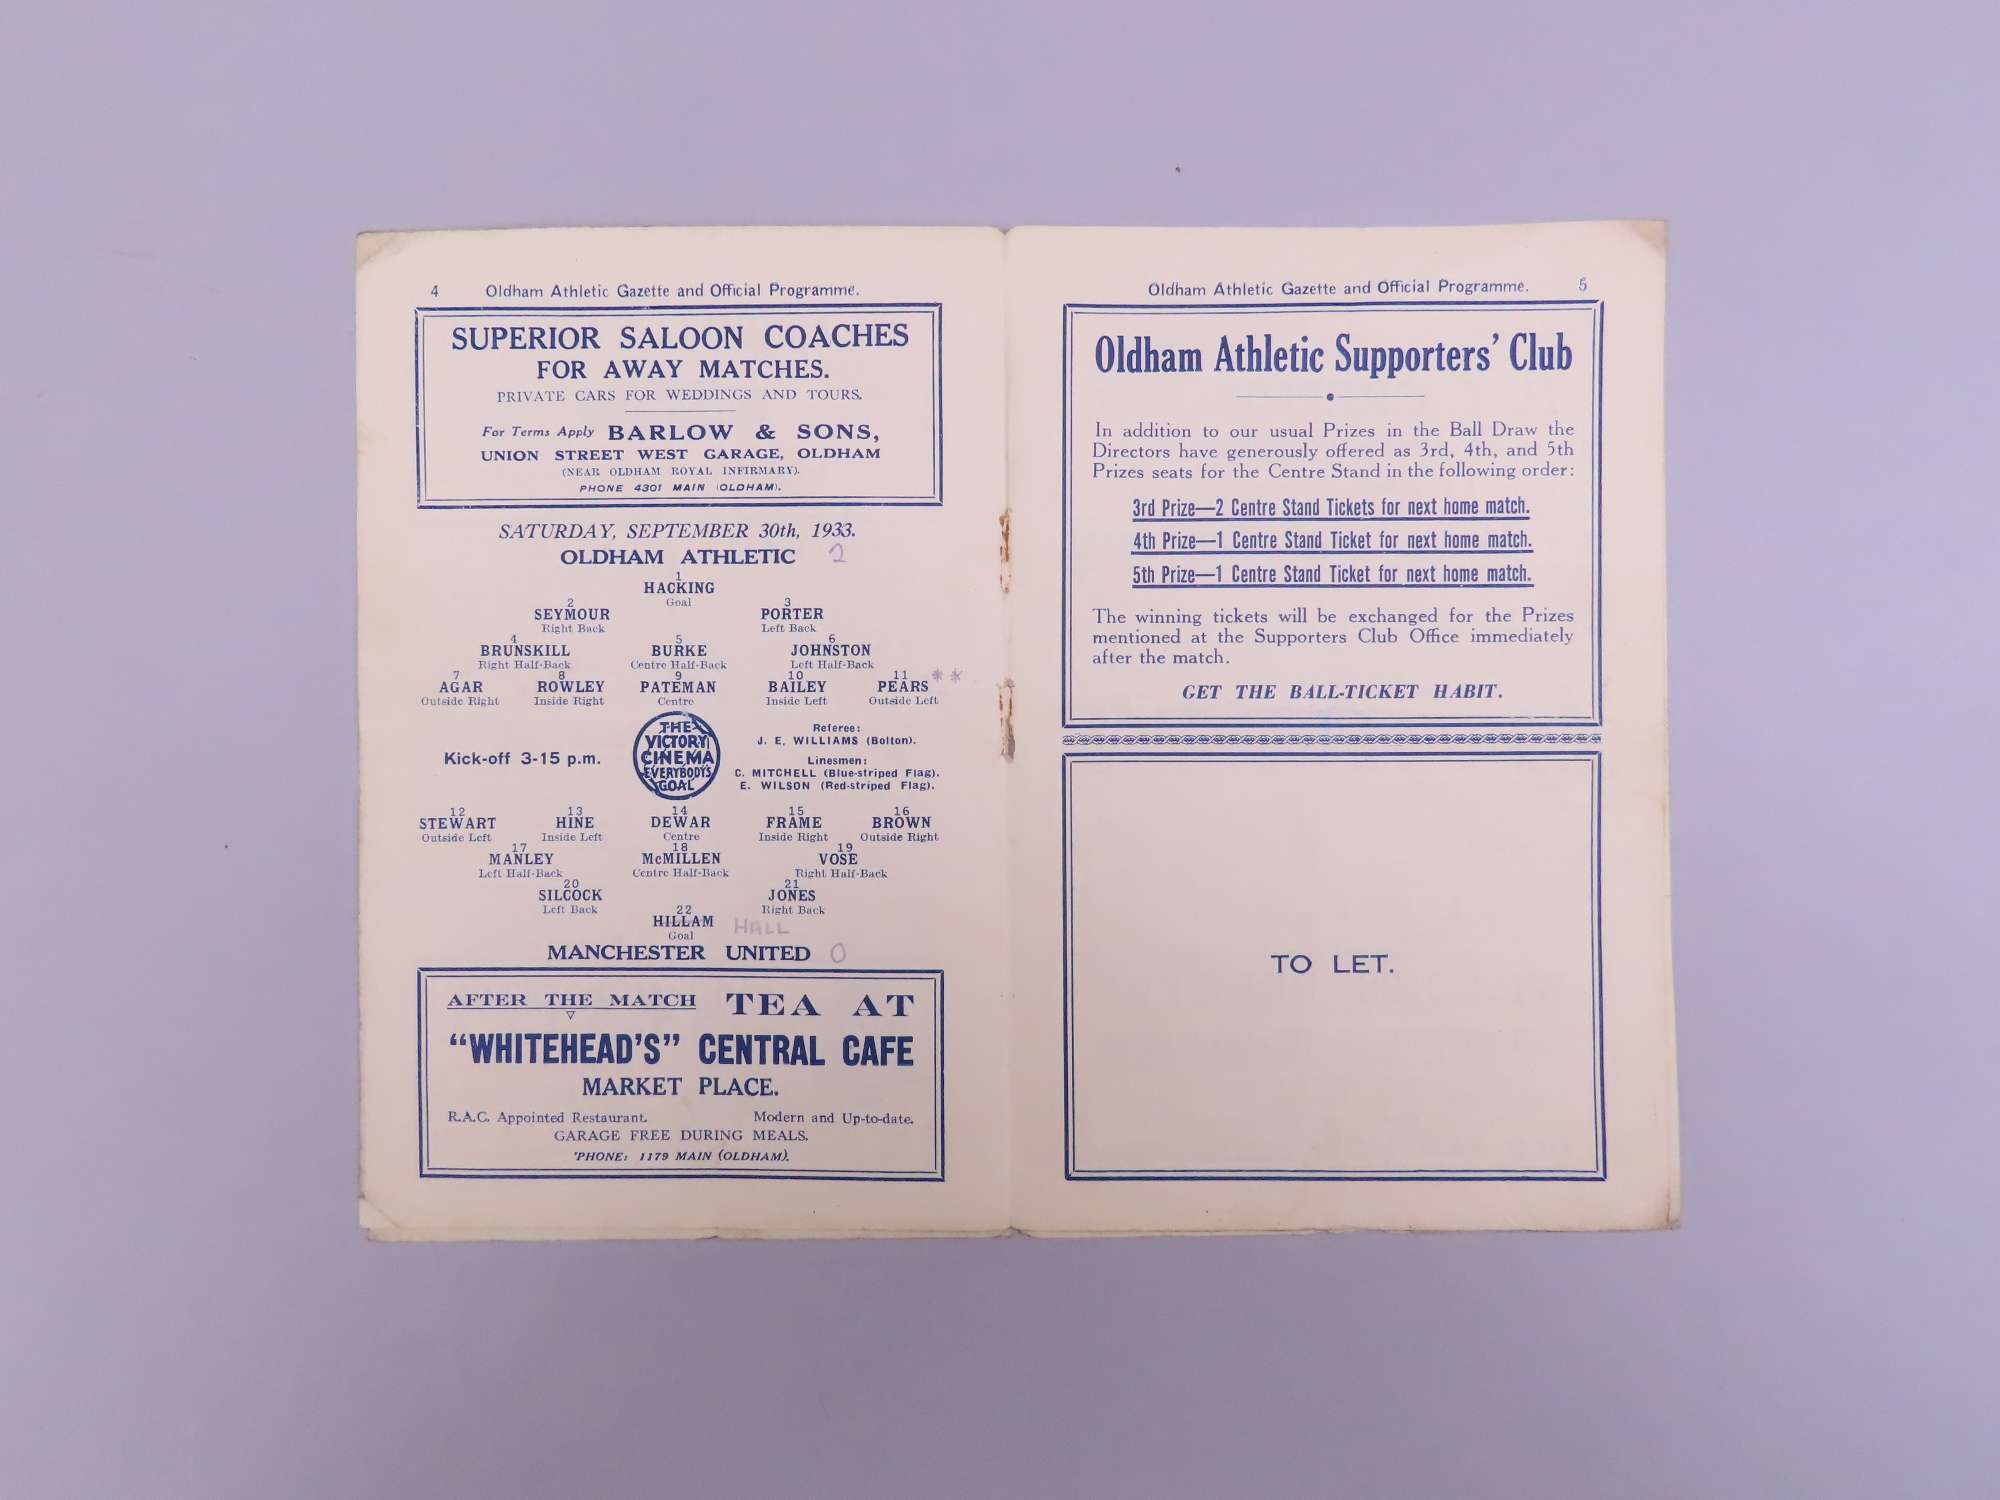 4 Oldham Athletic Gazette and Official Programme.
SUPERIOR SALOON COACHES
FOR AWAY MATCHES.
PRIVATE CARS FOR WEDDINGS AND TOURS.
For Terms Apply BARLOW & SONS,
UNION STREET WEST GARAGE, OLDHAM
(NEAR OLDHAM ROYAL INFIRMARY).
PHONE 4301 MAIN (OLDHAM).
SATURDAY, SEPTEMBER 30th, 1933.
OLDHAM ATHLETIC 2
1
HACKING
Goal
2 3
SEYMOUR PORTER
Right Back Left Back
4 5 6
BRUNSKILL BURKE JOHNSTON
Right Half-Back Centre Half-Back Left Half-Back
7 8 9 10 11 **
AGAR ROWLEY PATEMAN BAILEY PEARS
Outside Right Inside Right Centre Inside Left Outside Left
Kick-off 3-15 p.m.
THE
VICTORY
CINEMA
EVERYBODYS
GOAL
Referee:
J. E. WILLIAMS (Bolton).
Linesmen:
C. MITCHELL (Blue-striped Flag).
E. WILSON (Red-striped Flag).
12 13 14 15 16
STEWART HINE DEWAR FRAME BROWN
Outside Left Inside Left Centre Inside Right Outside Right
17 18 19
MANLEY McMILLEN VOSE
Left Half-Back Centre Half-Back Right Half-Back
20 21
SILCOCK JONES
Left Back Right Back
22
HILLAM HALL
Goal
MANCHESTER UNITED 0
AFTER THE MATCH TEA AT
"WHITEHEAD'S" CENTRAL CAFE
MARKET PLACE.
R.A.C. Appointed Restaurant. Modern and Up-to-date.
GARAGE FREE DURING MEALS.
'PHONE: 1179 MAIN (OLDHAM).
Oldham Athletic Gazette and Official Programme. 5
Oldham Athletic Supporters' Club
In addition to our usual Prizes in the Ball Draw the
Directors have generously offered as 3rd, 4th, and 5th
Prizes seats for the Centre Stand in the following order:
3rd Prize—2 Centre Stand Tickets for next home match.
4th Prize—1 Centre Stand Ticket for next home match.
5th Prize—1 Centre Stand Ticket for next home match.
The winning tickets will be exchanged for the Prizes
mentioned at the Supporters Club Office immediately
after the match.
GET THE BALL-TICKET HABIT.
TO LET.